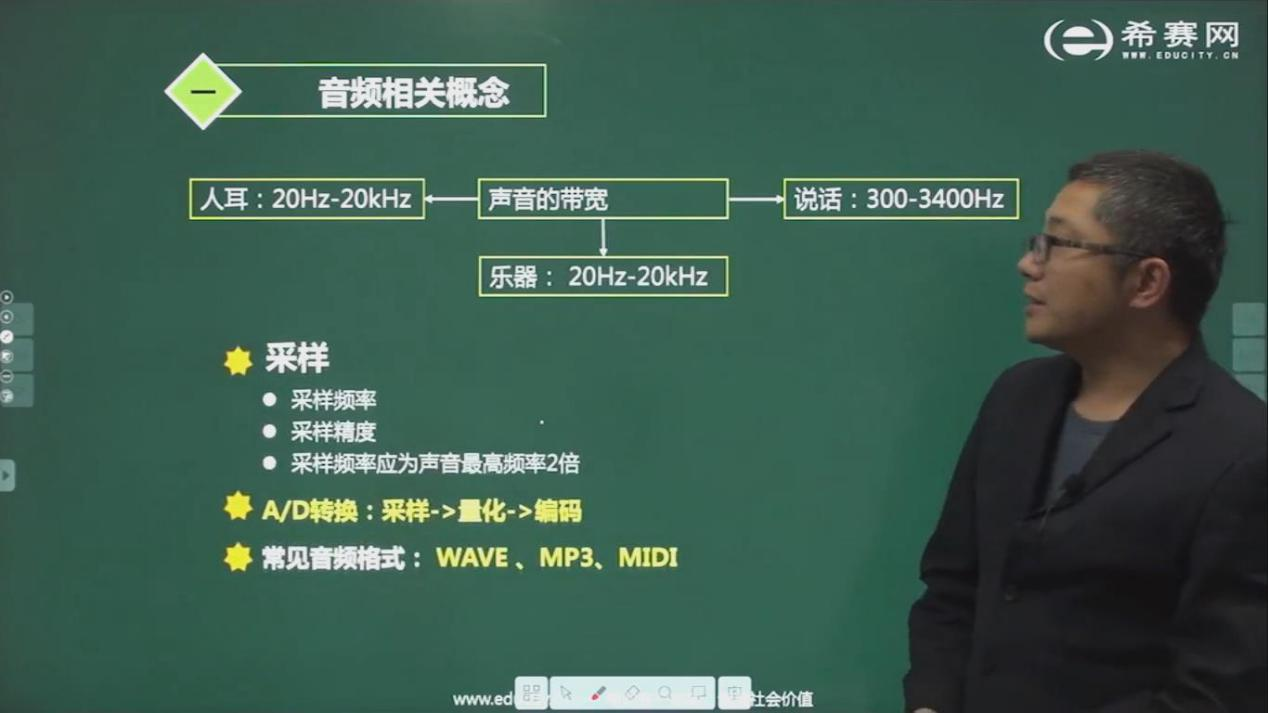 希赛网
WWW.EDUCITY.CN
一
音频相关概念
人耳：20Hz-20kHz
声音的带宽
说话：300-3400Hz
乐器： 20Hz-20kHz
采样
采样频率
采样精度
采样频率应为声音最高频率2倍
A/D转换：采样->量化->编码
常见音频格式： WAVE 、MP3、MIDI
www.edu
社会价值